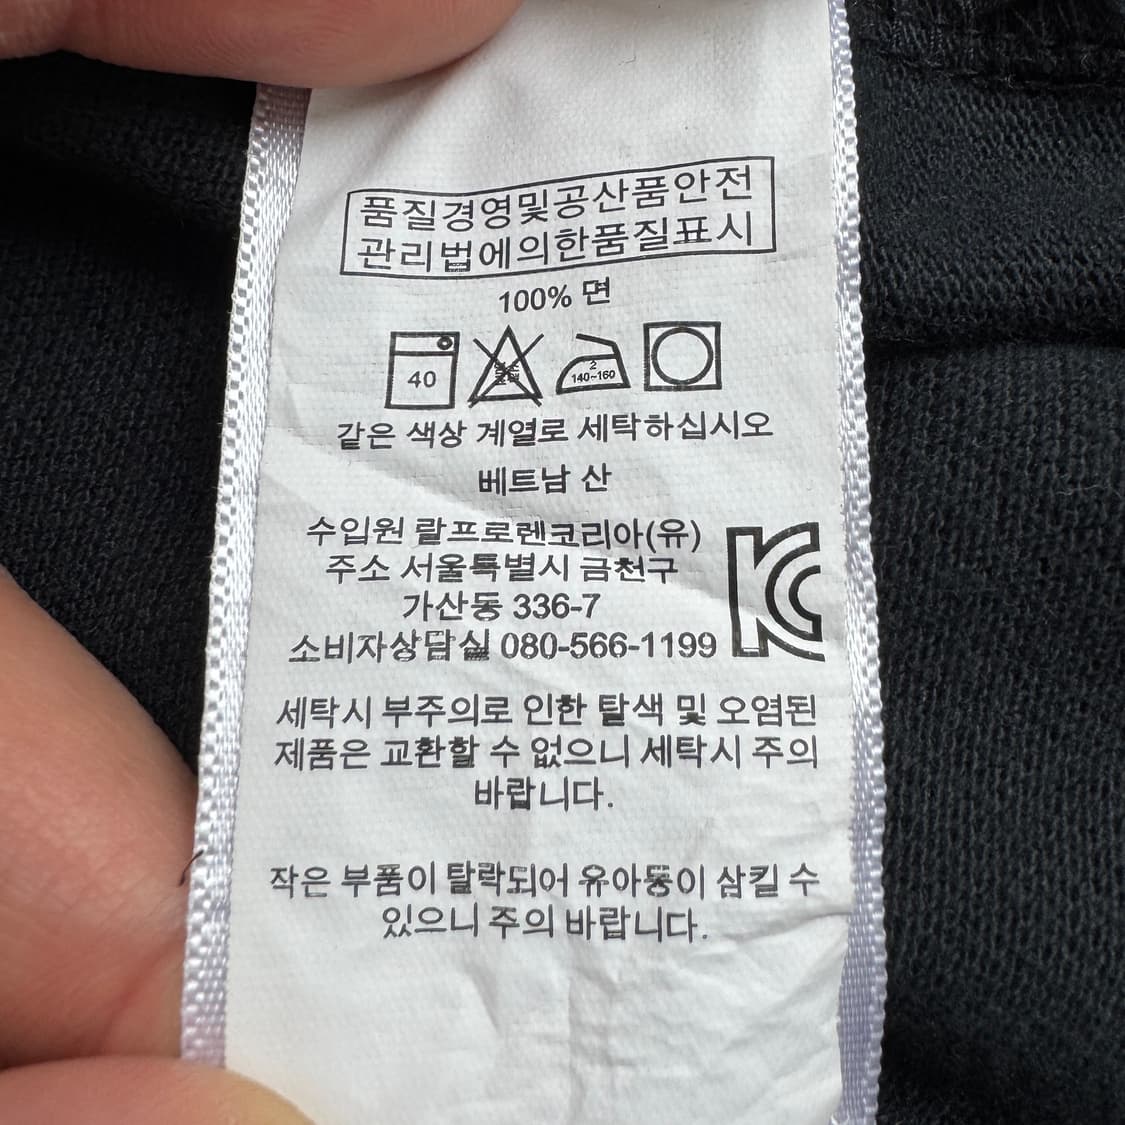 품질경영및공산품안전
관리법에의한품질표시
100% 면
40
염소
표백
2
140~160
같은 색상 계열로 세탁하십시오
베트남 산
수입원 랄프로렌코리아(유)
주소 서울특별시 금천구
가산동 336-7
소비자상담실 080-566-1199
세탁시 부주의로 인한 탈색 및 오염된
제품은 교환할 수 없으니 세탁시 주의
바랍니다.
작은 부품이 탈락되어 유아동이 삼킬 수
있으니 주의 바랍니다.